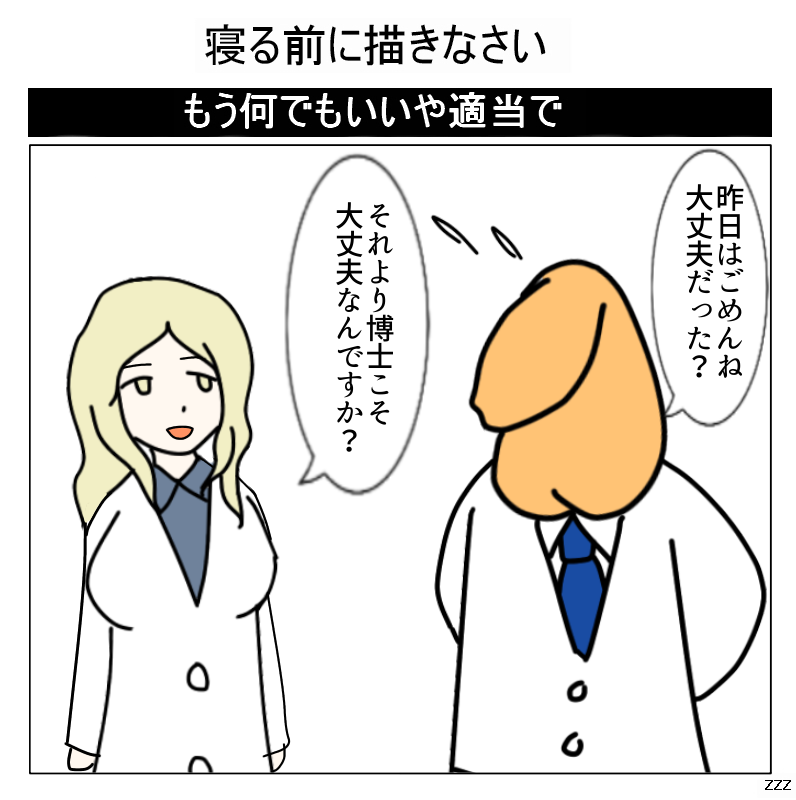 寝る前に描きなさい
もう何でもいいや適当で
昨日はごめんね
大丈夫だった？
それより博士こそ
大丈夫なんですか？
zzz